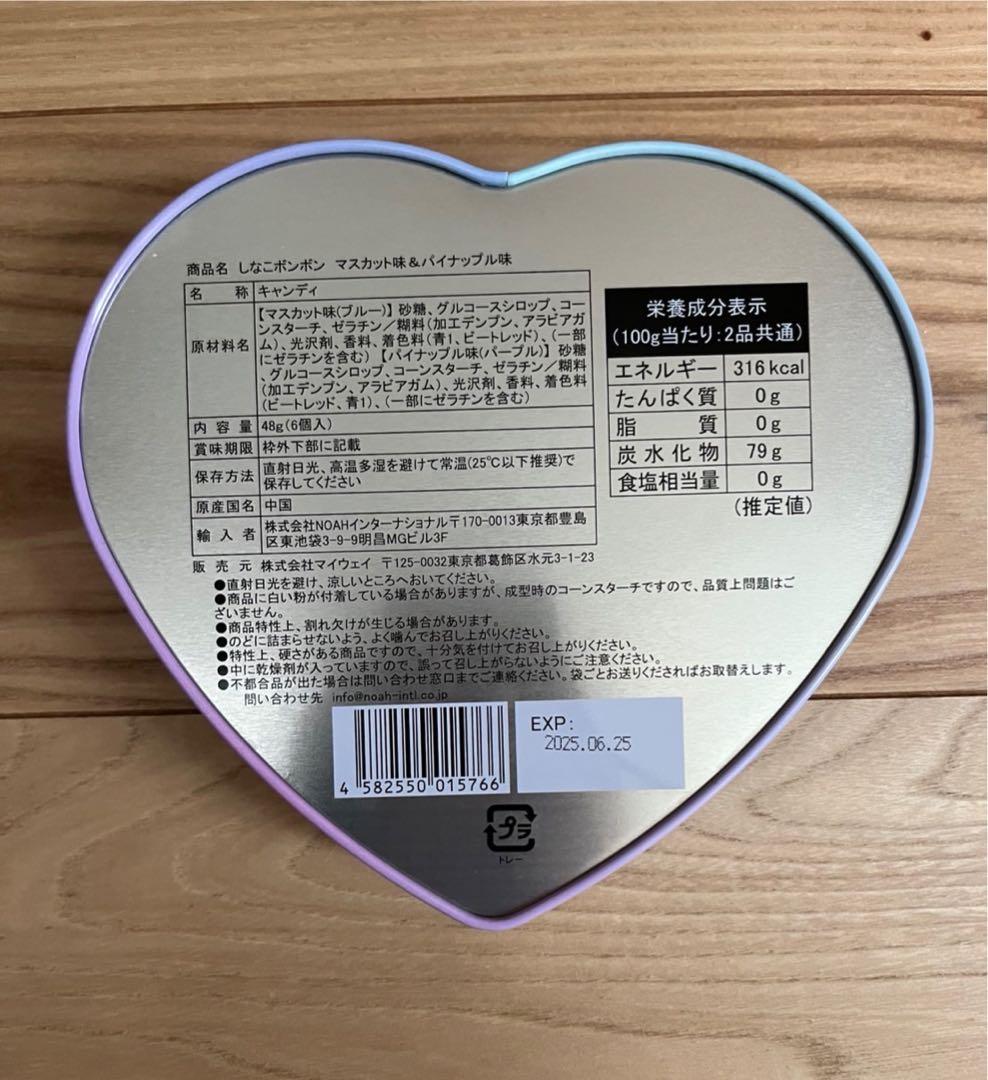 商品名 しなこボンボン マスカット味&パイナップル味
名称 キャンディ
原材料名 【マスカット味(ブルー)】砂糖、グルコースシロップ、コー
ンスターチ、ゼラチン/糊料(加工デンプン、アラビアガ
ム)、光沢剤、香料、着色料(青1、ビートレッド)、(一部
にゼラチンを含む)【パイナップル味(パープル)】砂糖
、グルコースシロップ、コーンスターチ、ゼラチン/糊料
(加工デンプン、アラビアガム)、光沢剤、香料、着色料
(ビートレッド、青1)、(一部にゼラチンを含む)
内容量 48g(6個入)
賞味期限 枠外下部に記載
保存方法 直射日光、高温多湿を避けて常温(25℃以下推奨)で
保存してください
原産国名 中国
輸入者 株式会社NOAHインターナショナル〒170-0013東京都豊島
区東池袋3-9-9明昌MGビル3F
販売元 株式会社マイウェイ 〒125-0032東京都葛飾区水元3-1-23
●直射日光を避け、涼しいところへおいてください。
●商品に白い粉が付着している場合がありますが、成型時のコーンスターチですので、品質上問題はご
ざいません。
●商品特性上、割れ欠けが生じる場合があります。
●のどに詰まらせないよう、よく噛んでお召し上がりください。
●特性上、硬さがある商品ですので、十分気を付けてお召し上がりください。
●中に乾燥剤が入っていますので、誤って召し上がらないようにご注意ください。
●不都合品が出た場合は問い合わせ窓口までご連絡ください。袋ごとお送りくださればお取替えします。
問い合わせ先 info@noah-intl.co.jp
栄養成分表示
(100g当たり:2品共通)
エネルギー 316kcal
たんぱく質 0g
脂質 0g
炭水化物 79g
食塩相当量 0g
(推定値)
4 582550 015766
EXP:
2025.06.25
プラ
トレー